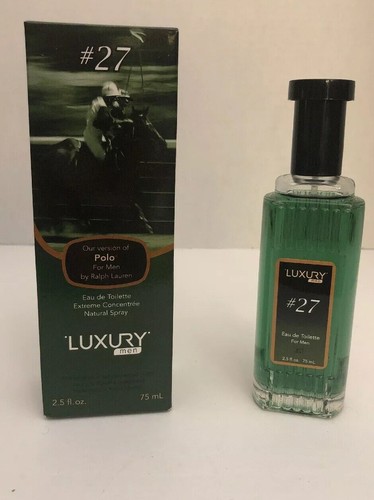 #27
Our version of
Polo
For Men
by Ralph Lauren
Eau de Toilette
Extreme Concentrée
Natural Spray
LUXURY
men
2.5 fl. oz. 75 mL
LUXURY
men
#27
Eau de Toilette
For Men
2.5 fl. oz. 75 mL